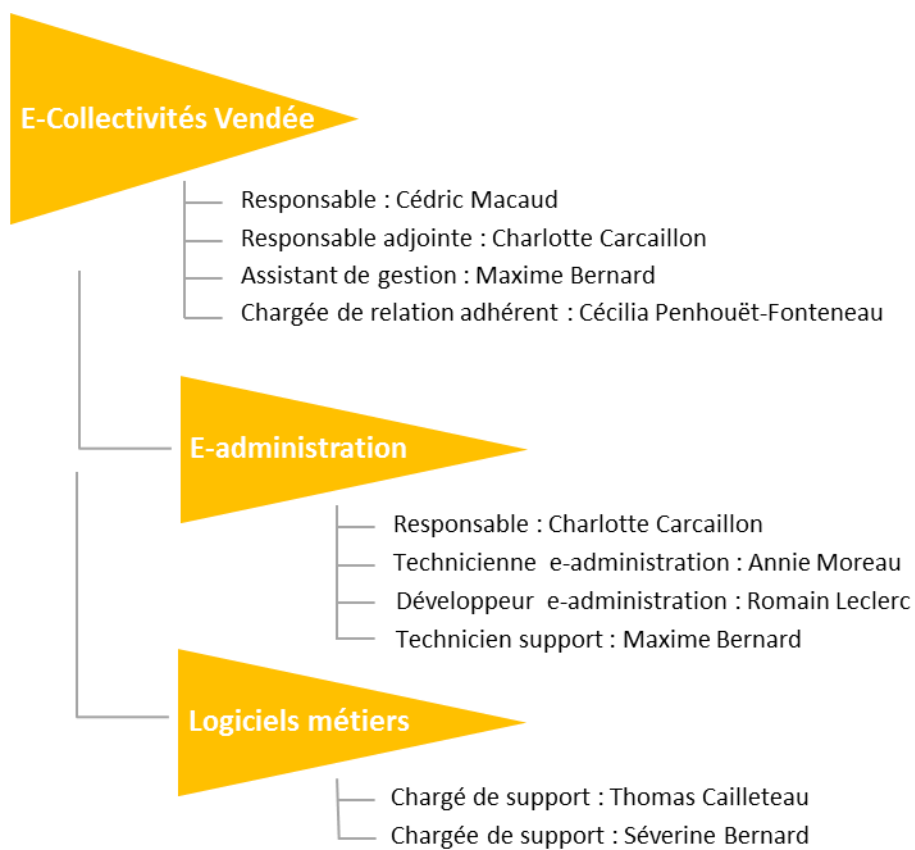 E-Collectivités Vendée
Responsable : Cédric Macaud
Responsable adjointe : Charlotte Carcaillon
Assistant de gestion : Maxime Bernard
Chargée de relation adhérent : Cécilia Penhouët-Fonteneau
E-administration
Responsable : Charlotte Carcaillon
Technicienne e-administration : Annie Moreau
Développeur e-administration : Romain Leclerc
Technicien support : Maxime Bernard
Logiciels métiers
Chargé de support : Thomas Cailleteau
Chargée de support : Séverine Bernard